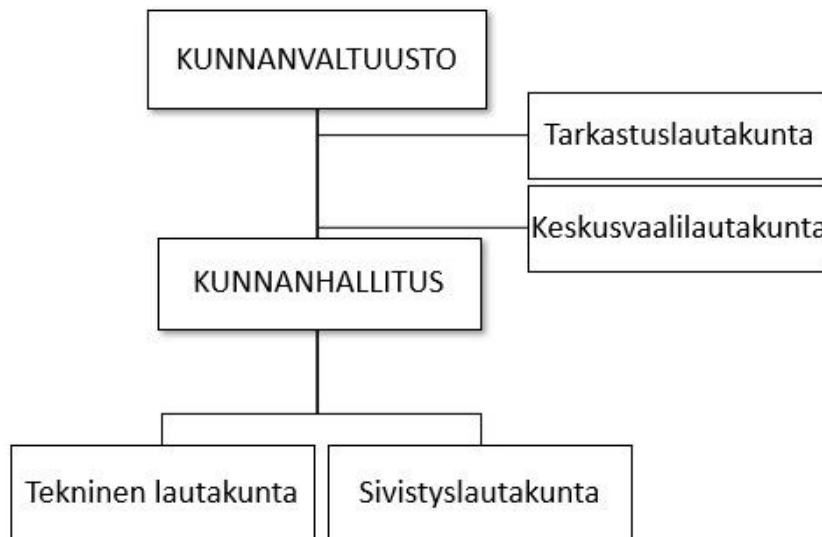 KUNNANVALTUUSTO
Tarkastuslautakunta
Keskusvaalilautakunta
KUNNANHALLITUS
Tekninen lautakunta
Sivistyslautakunta